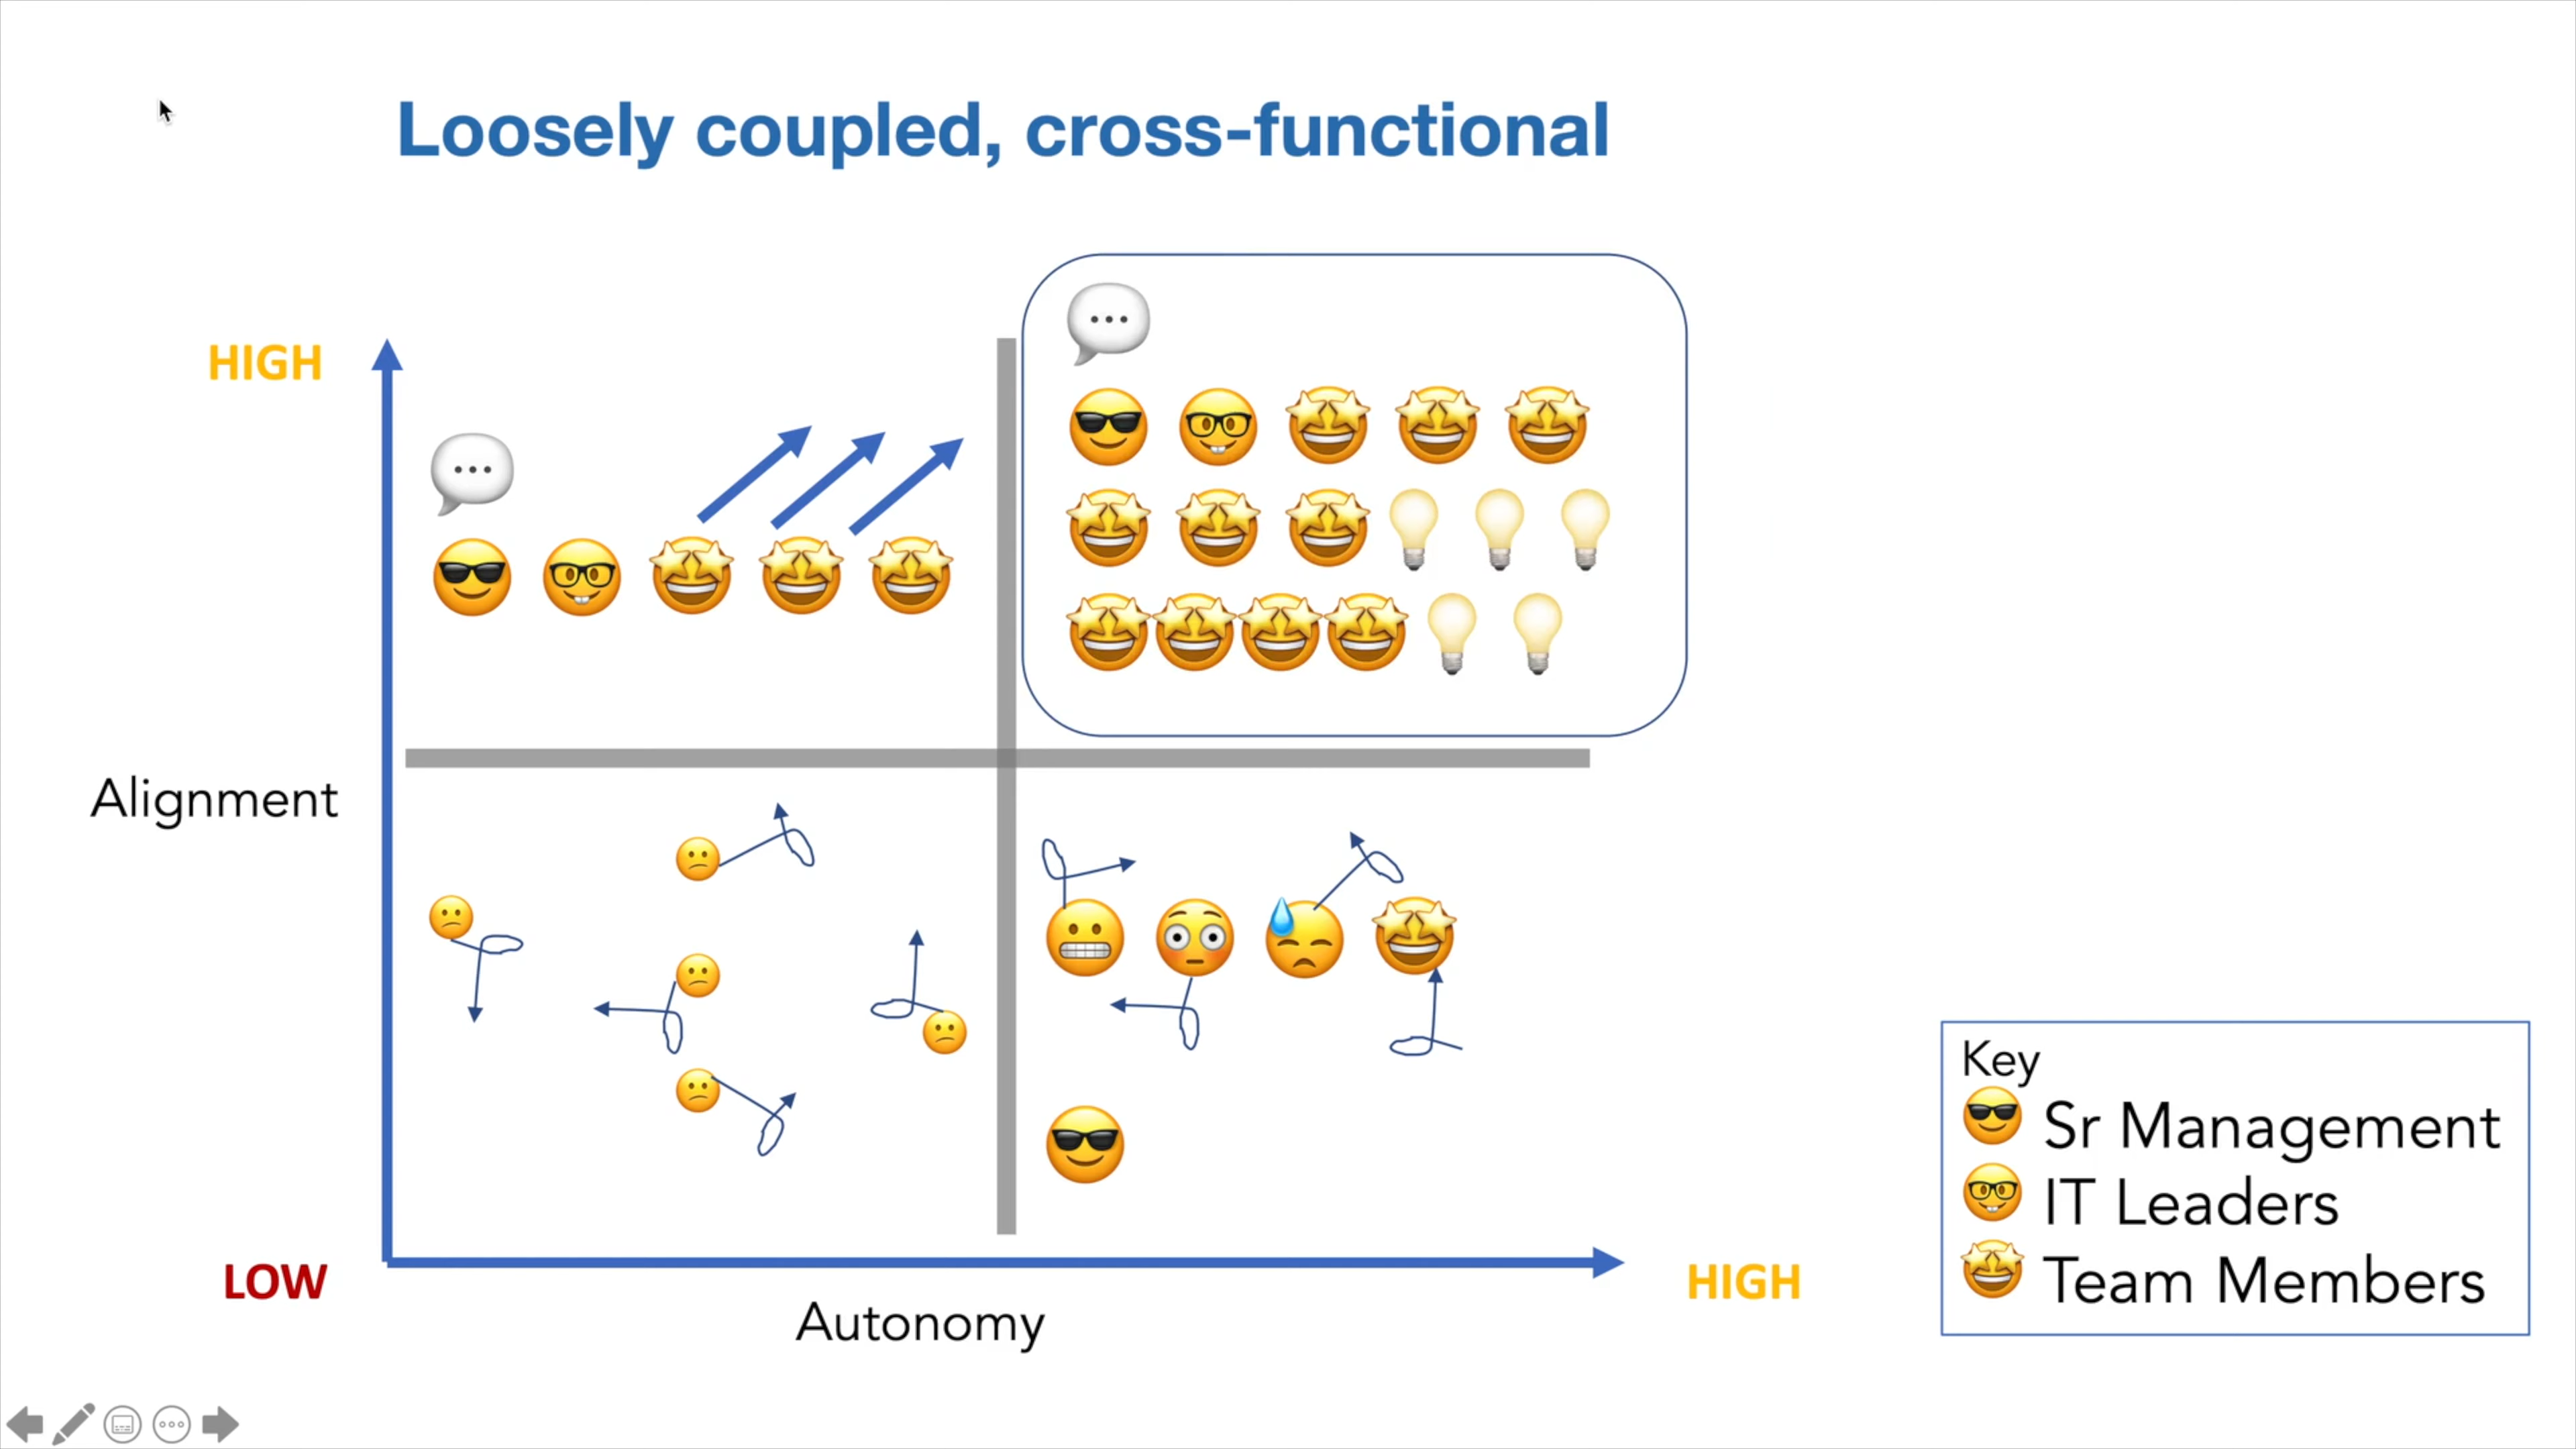 Loosely coupled, cross-functional
HIGH
Alignment
LOW
Autonomy
HIGH
Key
Sr Management
IT Leaders
Team Members